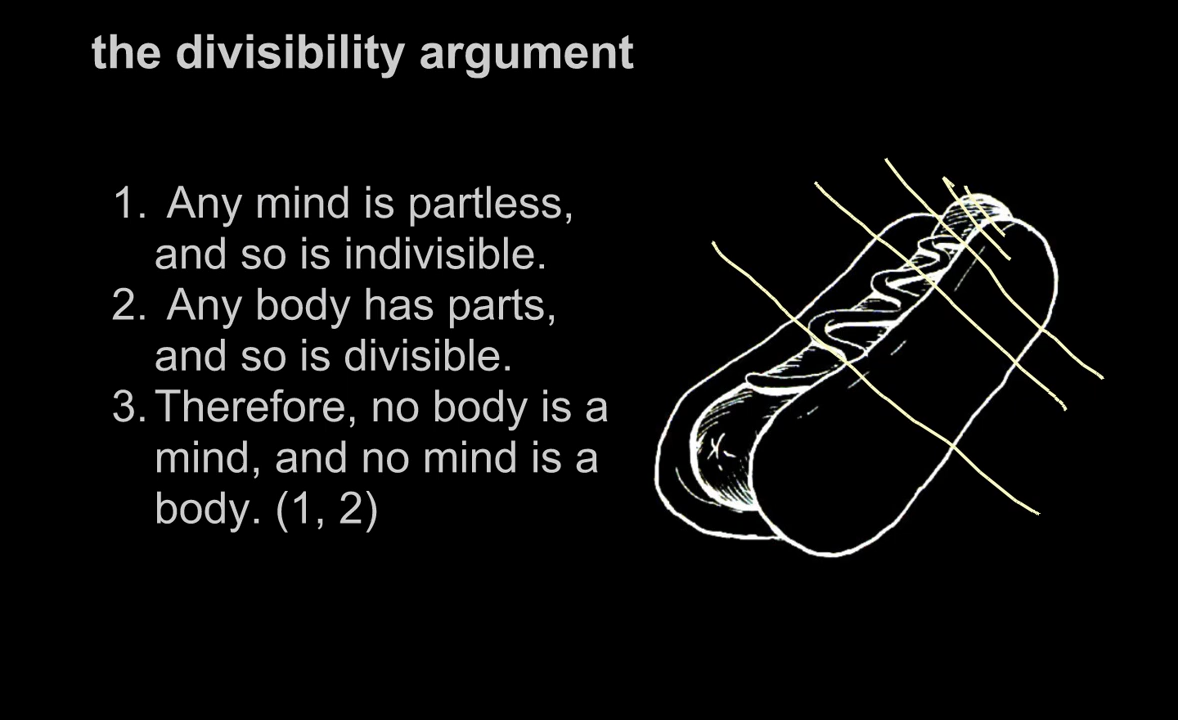 the divisibility argument
1. Any mind is partless,
and so is indivisible.
2. Any body has parts,
and so is divisible.
3. Therefore, no body is a
mind, and no mind is a
body. (1, 2)